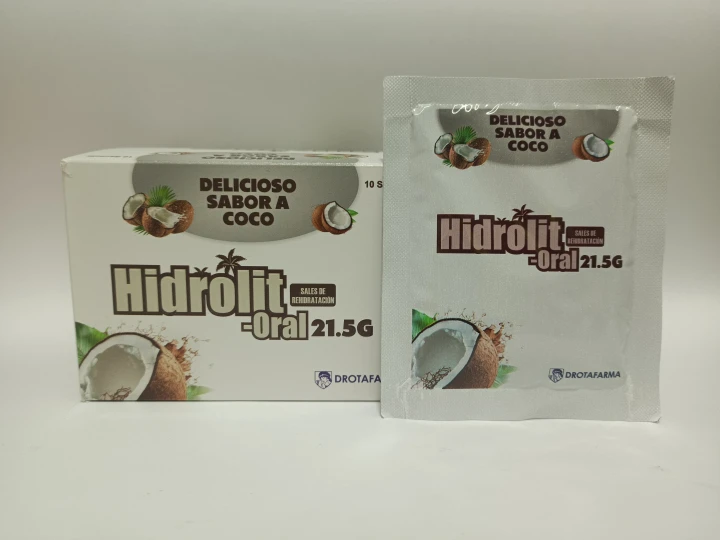 DELICIOSO
SABOR A
COCO
10 S
Hidrolit
SALES DE
REHIDRATACIÓN
-Oral 21.5G
DROTAFA
DELICIOSO
SABOR A
COCO
Hidrolit
SALES DE
REHIDRATACIÓN
-Oral 21.5G
DROTAFARMA